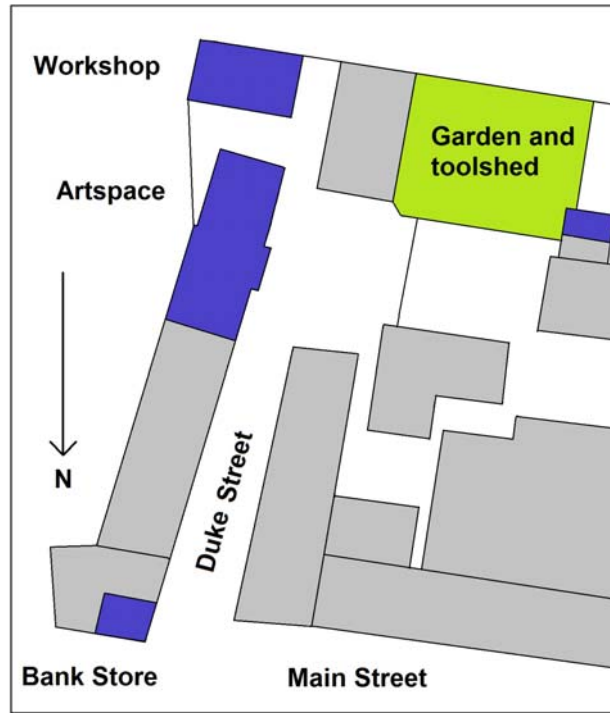 Workshop
Garden and
toolshed
Artspace
N
Duke Street
Bank Store
Main Street